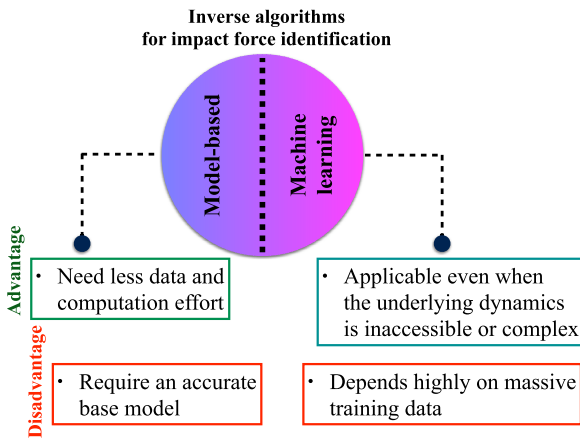 Inverse algorithms
for impact force identification
Model-based
Machine
learning
Advantage
· Need less data and
computation effort
· Applicable even when
the underlying dynamics
is inaccessible or complex
Disadvantage
· Require an accurate
base model
· Depends highly on massive
training data